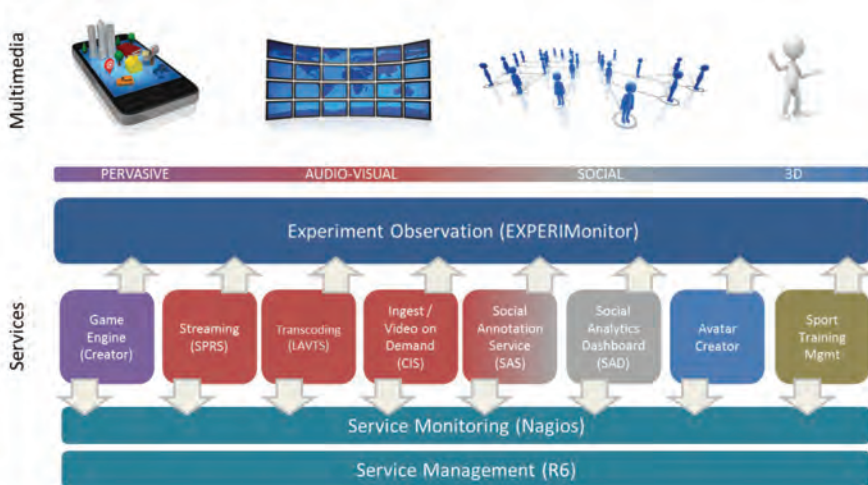 Multimedia
PERVASIVE
AUDIO-VISUAL
SOCIAL
3D
Experiment Observation (EXPERIMonitor)
Services
Game
Engine
(Creator)
Streaming
(SPRS)
Transcoding
(LAVTS)
Ingest /
Video on
Demand
(CIS)
Social
Annotation
Service
(SAS)
Social
Analytics
Dashboard
(SAD)
Avatar
Creator
Sport
Training
Mgmt
Service Monitoring (Nagios)
Service Management (R6)